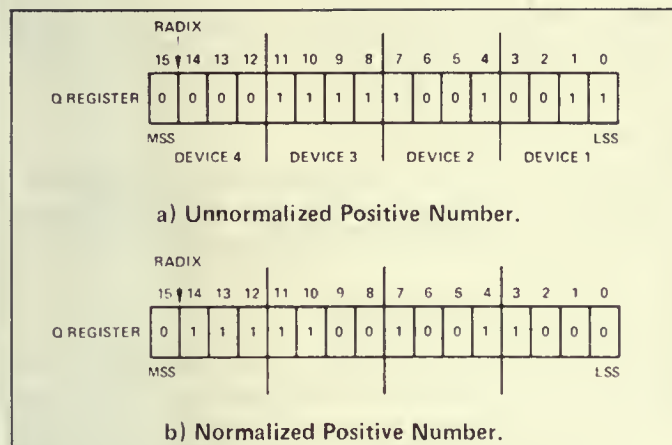 RADIX
15 14 13 12 11 10 9 8 7 6 5 4 3 2 1 0
Q REGISTER 0 0 0 0 1 1 1 1 1 0 0 1 0 0 1 1
MSS LSS
DEVICE 4 DEVICE 3 DEVICE 2 DEVICE 1
a) Unnormalized Positive Number.
RADIX
15 14 13 12 11 10 9 8 7 6 5 4 3 2 1 0
Q REGISTER 0 1 1 1 1 1 0 0 1 0 0 1 1 0 0 0
MSS LSS
b) Normalized Positive Number.